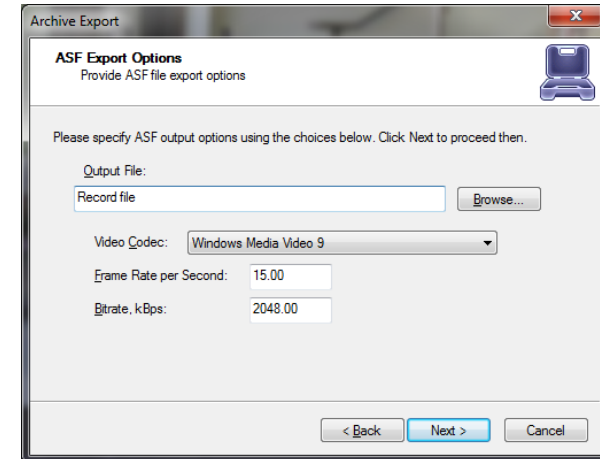 Archive Export
ASF Export Options
Provide ASF file export options
Please specify ASF output options using the choices below. Click Next to proceed then.
Output File:
Record file
Browse...
Video Codec: Windows Media Video 9
Frame Rate per Second: 15.00
Bitrate, kBps: 2048.00
< Back Next > Cancel